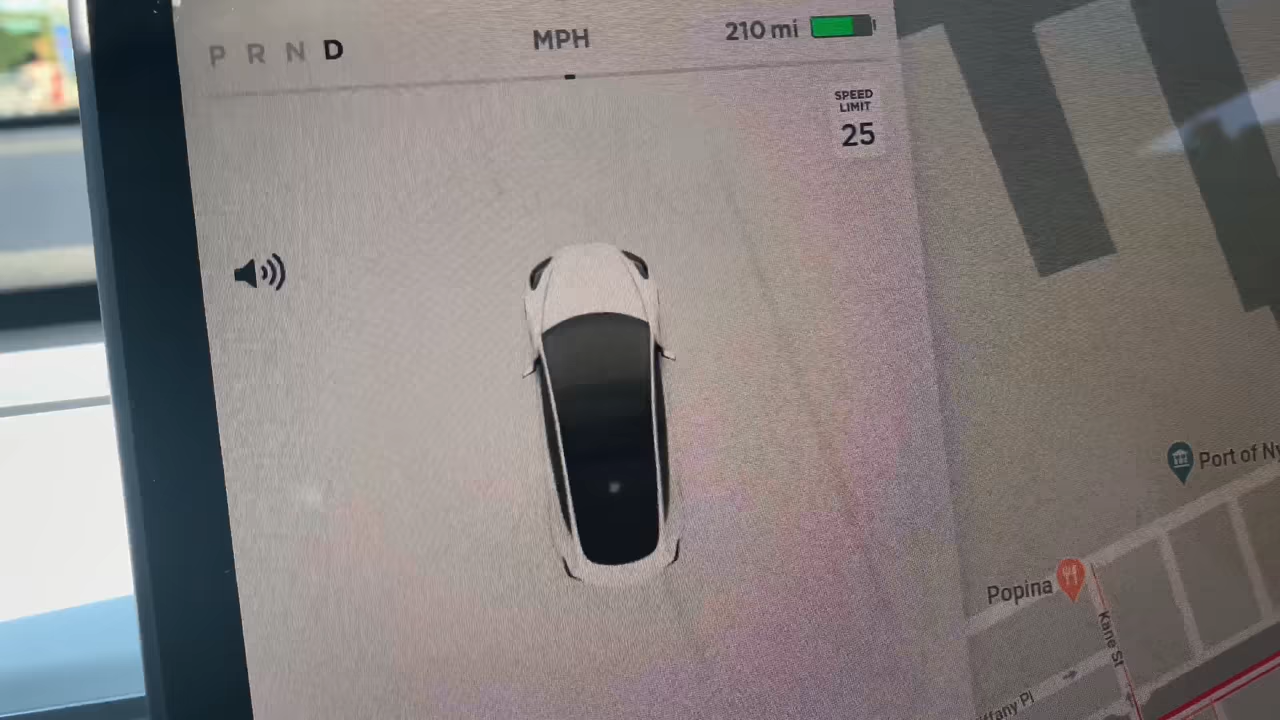 P R N D
MPH
210 mi
SPEED
LIMIT
25
Port of Ny
Popina
Kane St
ffany Pl